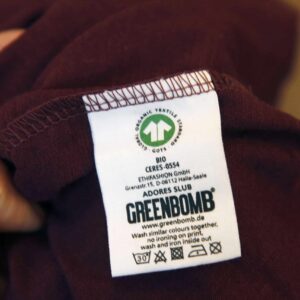 GLOBAL ORGANIC TEXTILE STANDARD
GOTS
BIO
CERES-0554
ETHIFASHION GmbH
Grenzstr. 15, D-06112 Halle-Saale
ADORES SLUB
GREENBOMB®
www.greenbomb.de
Wash similar colours together,
no ironing on print,
wash and iron inside out
30